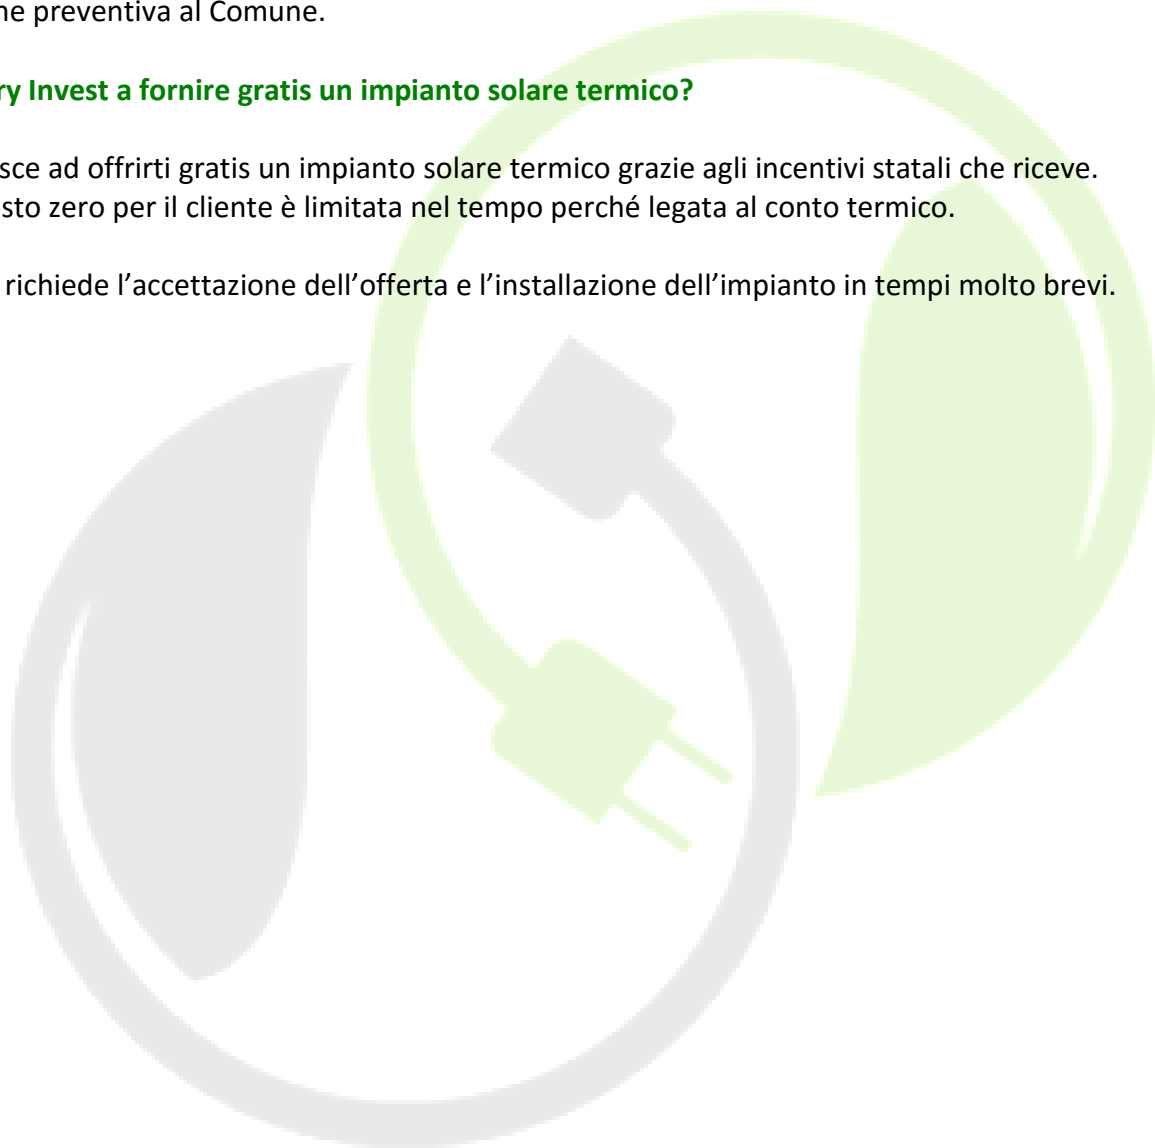 ne preventiva al Comune.
ry Invest a fornire gratis un impianto solare termico?
sce ad offrirti gratis un impianto solare termico grazie agli incentivi statali che riceve.
sto zero per il cliente è limitata nel tempo perché legata al conto termico.
richiede l’accettazione dell’offerta e l’installazione dell’impianto in tempi molto brevi.